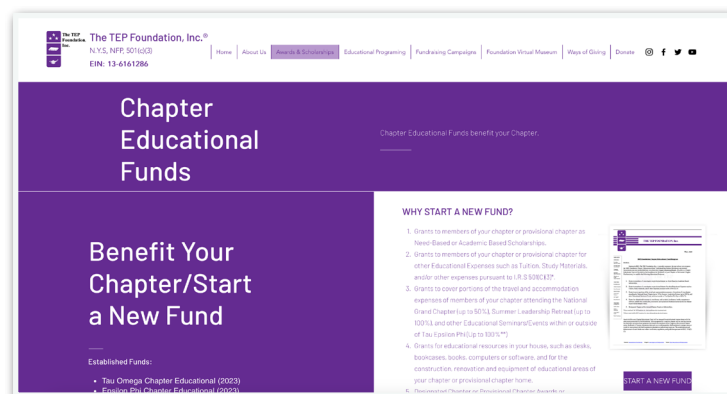 The TEP
Foundation,
Inc.
The TEP Foundation, Inc.®
N.Y.S, NFP, 501(c)(3)
EIN: 13-6161286
Home
About Us
Awards & Scholarships
Educational Programing
Fundraising Campaigns
Foundation Virtual Museum
Ways of Giving
Donate
Chapter
Educational
Funds
Chapter Educational Funds benefit your Chapter.
Benefit Your
Chapter/Start
a New Fund
Established Funds:
• Tau Omega Chapter Educational (2023)
• Epsilon Phi Chapter Educational (2023)
WHY START A NEW FUND?
1. Grants to members of your chapter or provisional chapter as
Need-Based or Academic Based Scholarships.
2. Grants to members of your chapter or provisional chapter for
other Educational Expenses such as Tuition, Study Materials,
and/or other expenses pursuant to I.R.S 501(C)(3)*.
3. Grants to cover portions of the travel and accommodation
expenses of members of your chapter attending the National
Grand Chapter (up to 50%), Summer Leadership Retreat (up to
100%), and other Educational Seminars/Events within or outside
of Tau Epsilon Phi (Up to 100%**)
4. Grants for educational resources in your house, such as desks,
bookcases, books, computers or software, and for the
construction, renovation and equipment of educational areas of
your chapter or provisional chapter home.
5. Designated Chapter or Provisional Chapter Awards or
START A NEW FUND